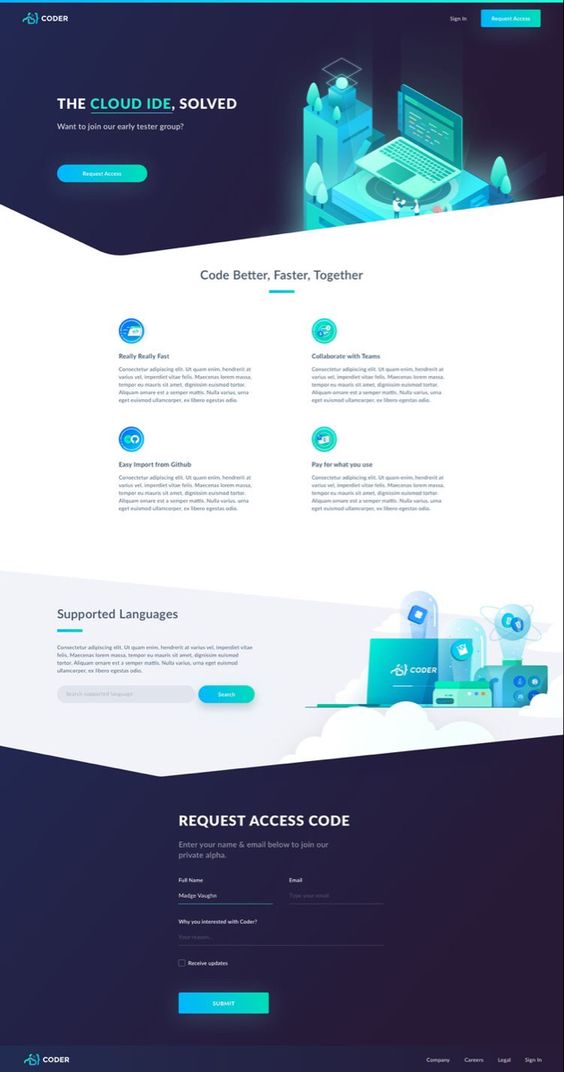 CODER
Sign In
Request Access
THE CLOUD IDE, SOLVED
Want to join our early tester group?
Request Access
Code Better, Faster, Together
Really Really Fast
Consectetur adipiscing elit. Ut quam enim, hendrerit at
varius vel, imperdiet vitae felis. Maecenas lorem massa,
tempor eu mauris sit amet, dignissim euismod tortor.
Aliquam ornare est a semper mattis. Nulla varius, urna
eget euismod ullamcorper, ex libero egestas odio.
Collaborate with Teams
Consectetur adipiscing elit. Ut quam enim, hendrerit at
varius vel, imperdiet vitae felis. Maecenas lorem massa,
tempor eu mauris sit amet, dignissim euismod tortor.
Aliquam ornare est a semper mattis. Nulla varius, urna
eget euismod ullamcorper, ex libero egestas odio.
Easy Import from Github
Consectetur adipiscing elit. Ut quam enim, hendrerit at
varius vel, imperdiet vitae felis. Maecenas lorem massa,
tempor eu mauris sit amet, dignissim euismod tortor.
Aliquam ornare est a semper mattis. Nulla varius, urna
eget euismod ullamcorper, ex libero egestas odio.
Pay for what you use
Consectetur adipiscing elit. Ut quam enim, hendrerit at
varius vel, imperdiet vitae felis. Maecenas lorem massa,
tempor eu mauris sit amet, dignissim euismod tortor.
Aliquam ornare est a semper mattis. Nulla varius, urna
eget euismod ullamcorper, ex libero egestas odio.
Supported Languages
Consectetur adipiscing elit. Ut quam enim, hendrerit at varius vel, imperdiet vitae
felis. Maecenas lorem massa, tempor eu mauris sit amet, dignissim euismod
tortor. Aliquam ornare est a semper mattis. Nulla varius, urna eget euismod
ullamcorper, ex libero egestas odio.
Search supported language
Search
CODER
REQUEST ACCESS CODE
Enter your name & email below to join our
private alpha.
Full Name
Email
Madge Vaughn
Type your email
Why you interested with Coder?
Your reason...
Receive updates
SUBMIT
CODER
Company
Careers
Legal
Sign In